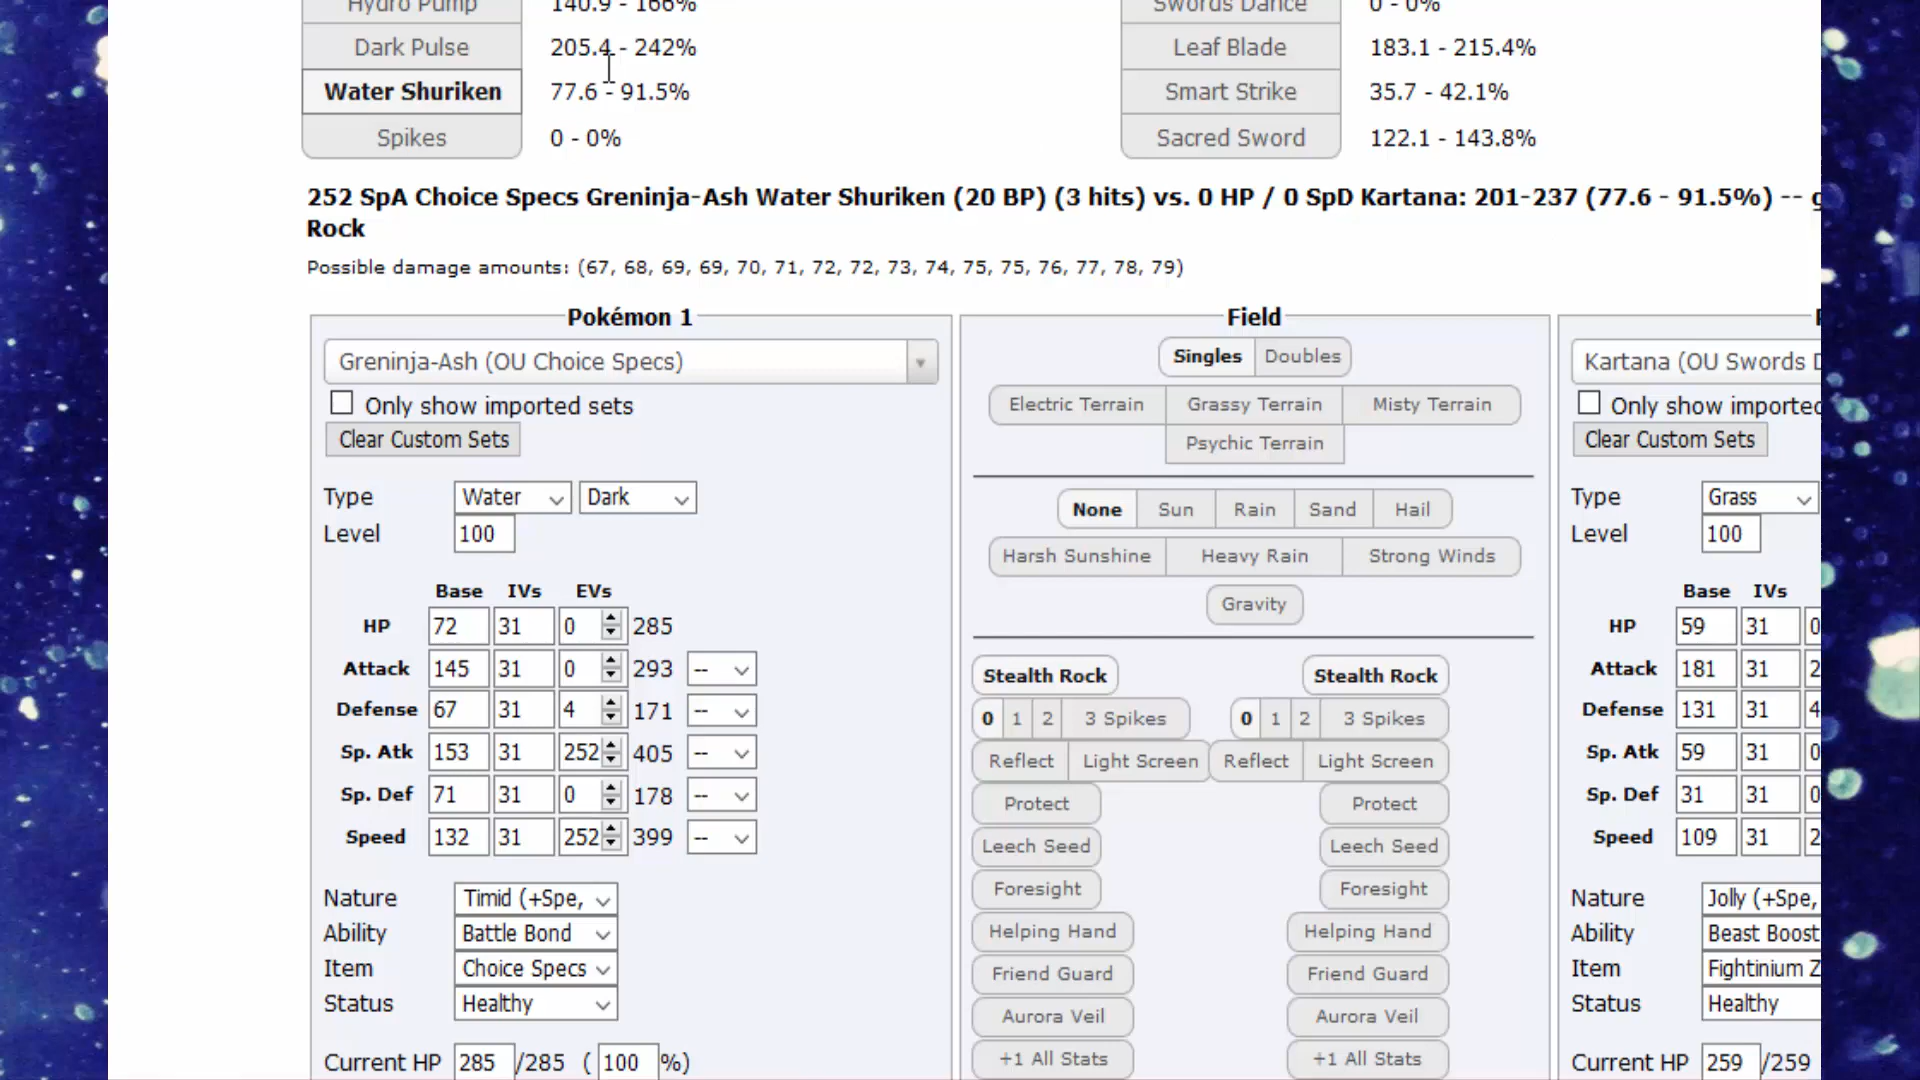 Hydro Pump 140.9 - 166% Swords Dance 0 - 0%
Dark Pulse 205.4 - 242% Leaf Blade 183.1 - 215.4%
Water Shuriken 77.6 - 91.5% Smart Strike 35.7 - 42.1%
Spikes 0 - 0% Sacred Sword 122.1 - 143.8%
252 SpA Choice Specs Greninja-Ash Water Shuriken (20 BP) (3 hits) vs. 0 HP / 0 SpD Kartana: 201-237 (77.6 - 91.5%) --
Rock
Possible damage amounts: (67, 68, 69, 69, 70, 71, 72, 72, 73, 74, 75, 75, 76, 77, 78, 79)
Pokémon 1
Greninja-Ash (OU Choice Specs)
Only show imported sets
Clear Custom Sets
Type Water Dark
Level 100
Base IVs EVs
HP 72 31 0 285
Attack 145 31 0 293 --
Defense 67 31 4 171 --
Sp. Atk 153 31 252 405 --
Sp. Def 71 31 0 178 --
Speed 132 31 252 399 --
Nature Timid (+Spe,
Ability Battle Bond
Item Choice Specs
Status Healthy
Current HP 285 /285 ( 100 %)
Field
Singles Doubles
Electric Terrain Grassy Terrain Misty Terrain
Psychic Terrain
None Sun Rain Sand Hail
Harsh Sunshine Heavy Rain Strong Winds
Gravity
Stealth Rock Stealth Rock
0 1 2 3 Spikes 0 1 2 3 Spikes
Reflect Light Screen Reflect Light Screen
Protect Protect
Leech Seed Leech Seed
Foresight Foresight
Helping Hand Helping Hand
Friend Guard Friend Guard
Aurora Veil Aurora Veil
+1 All Stats +1 All Stats
Kartana (OU Swords
Only show imported
Clear Custom Sets
Type Grass
Level 100
Base IVs
HP 59 31 0
Attack 181 31 2
Defense 131 31 4
Sp. Atk 59 31 0
Sp. Def 31 31 0
Speed 109 31 2
Nature Jolly (+Spe,
Ability Beast Boost
Item Fightinium Z
Status Healthy
Current HP 259 /259